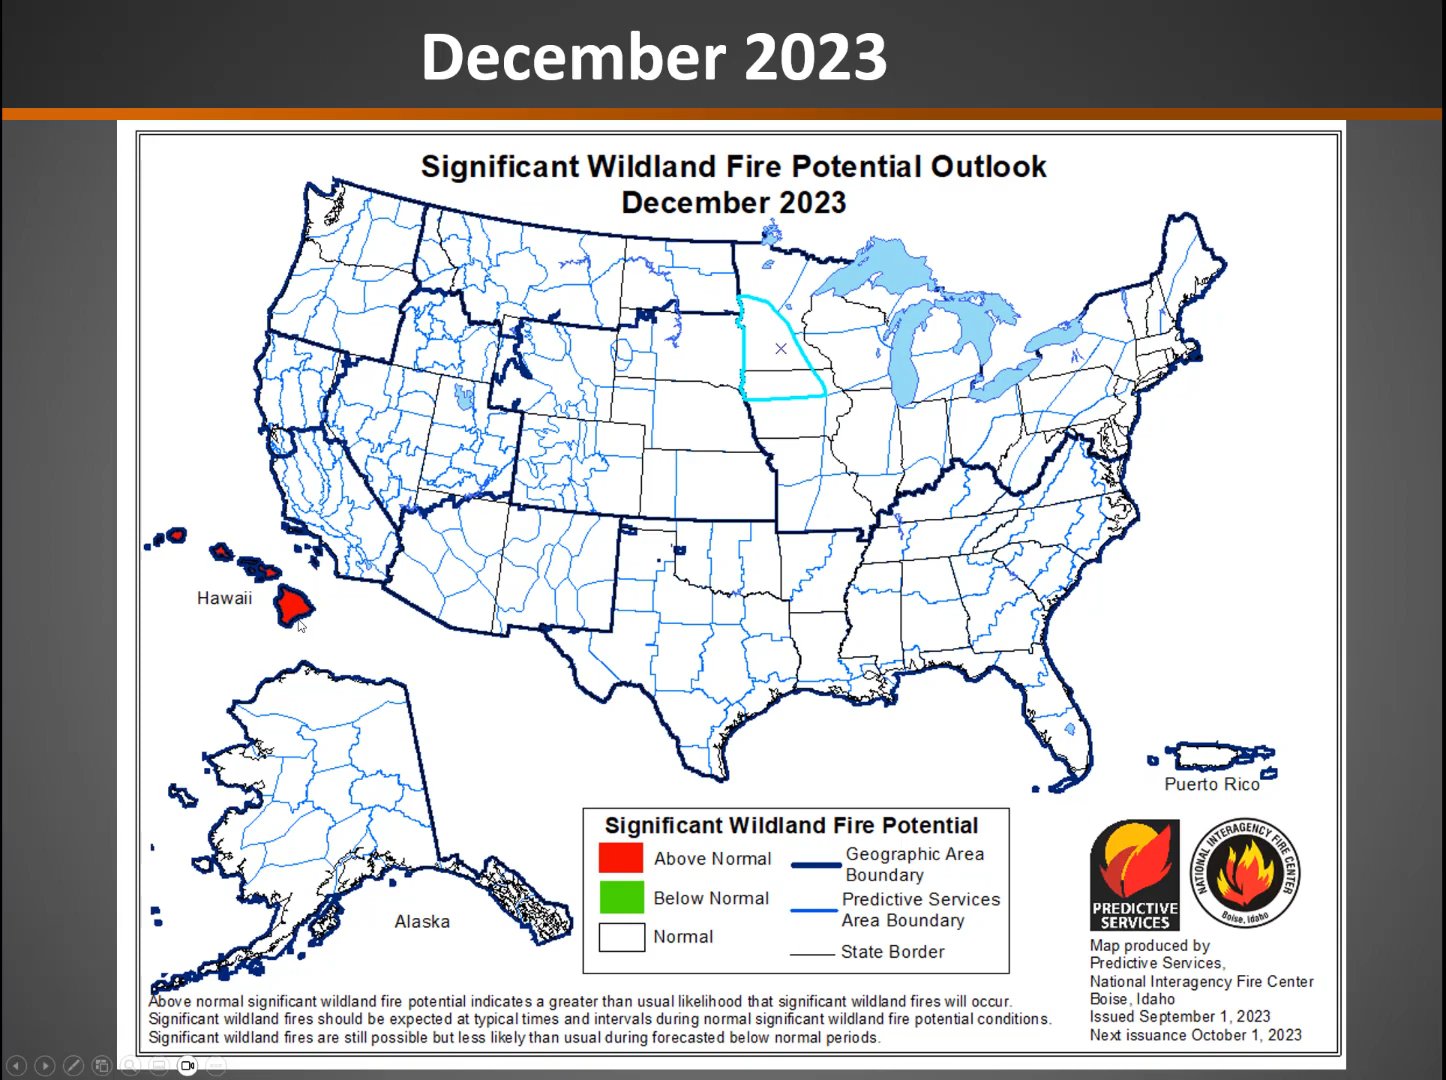 December 2023
Significant Wildland Fire Potential Outlook
December 2023
Hawaii
Alaska
Puerto Rico
Significant Wildland Fire Potential
Above Normal
Below Normal
Normal
Geographic Area
Boundary
Predictive Services
Area Boundary
State Border
PREDICTIVE
SERVICES
NATIONAL INTERAGENCY FIRE CENTER
Boise, Idaho
Map produced by
Predictive Services,
National Interagency Fire Center
Boise, Idaho
Issued September 1, 2023
Next issuance October 1, 2023
Above normal significant wildland fire potential indicates a greater than usual likelihood that significant wildland fires will occur.
Significant wildland fires should be expected at typical times and intervals during normal significant wildland fire potential conditions.
Significant wildland fires are still possible but less likely than usual during forecasted below normal periods.